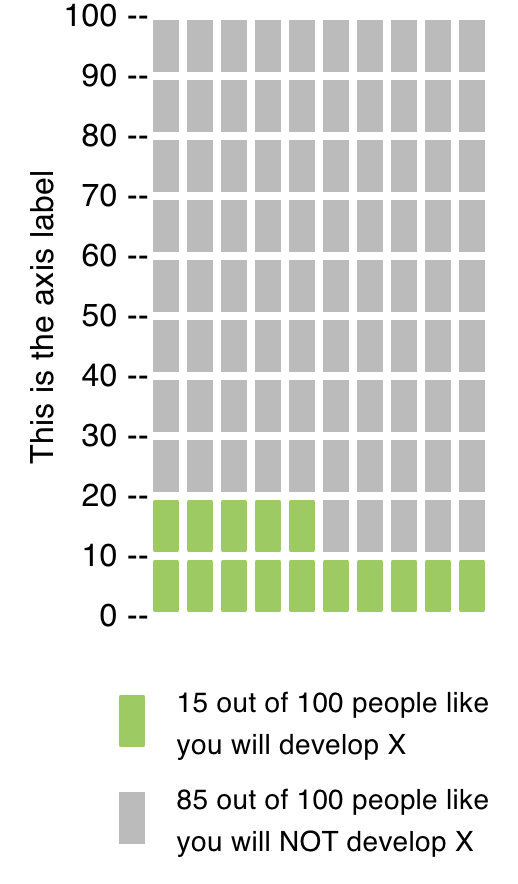 100 --
90 --
80 --
70 --
60 --
50 --
40 --
30 --
20 --
10 --
0 --
This is the axis label
15 out of 100 people like
you will develop X
85 out of 100 people like
you will NOT develop X